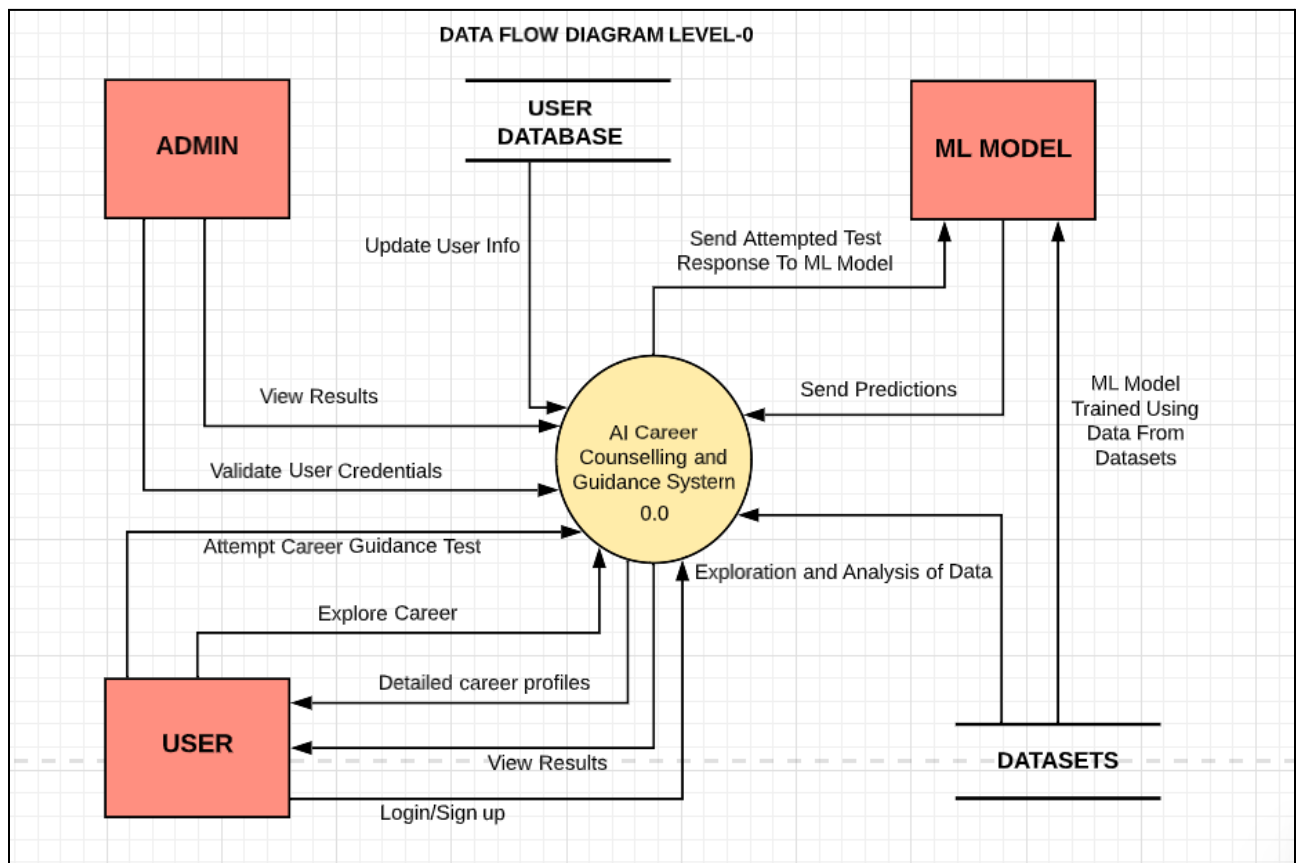 DATA FLOW DIAGRAM LEVEL-0
ADMIN
USER
DATABASE
ML MODEL
Update User Info
Send Attempted Test
Response To ML Model
View Results
Send Predictions
ML Model
Trained Using
Data From
Datasets
AI Career
Counselling and
Guidance System
0.0
Validate User Credentials
Attempt Career Guidance Test
Exploration and Analysis of Data
Explore Career
Detailed career profiles
USER
View Results
DATASETS
Login/Sign up